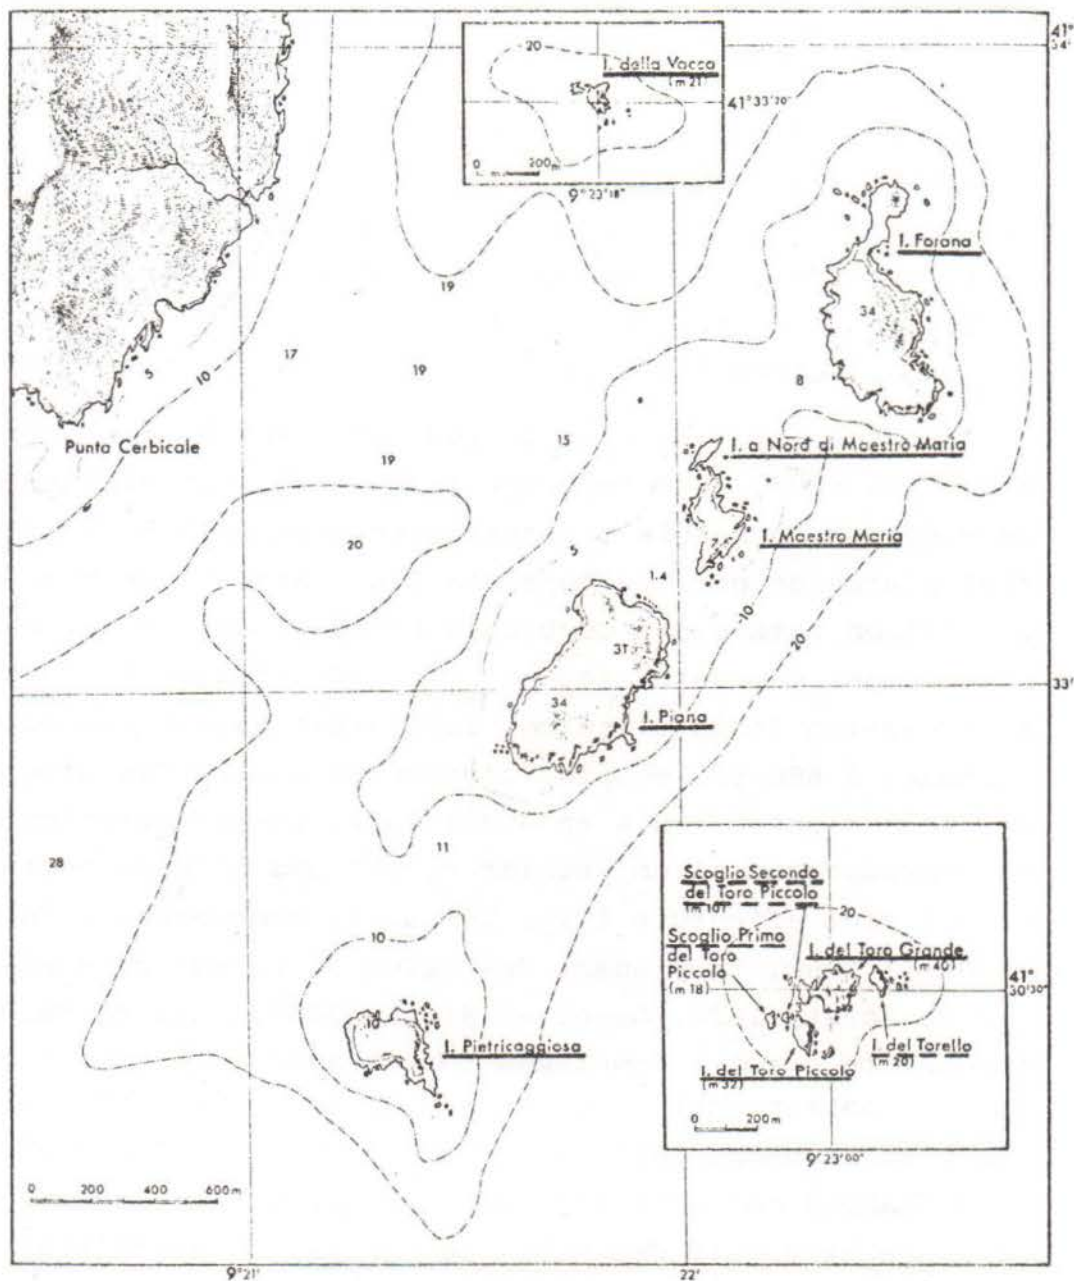 41°
34'
20
I. della Vacca
(m 21)
41°33'70"
0 200m
9°23'18"
I. Forana
34
19
17
19
10
5
8
Punta Cerbicale
15
I. a Nord di Maestro Maria
19
20
I. Maestro Maria
7
5
1.4
10
20
31
33'
34
I. Piana
11
28
10
10
I. Pietricaggiosa
Scoglio Secondo
del Toro Piccolo
(m 10)
20
Scoglio Primo
del Toro
Piccolo
(m 18)
I. del Toro Grande
(m 40)
41°
30'30"
I. del Torello
(m 20)
I. del Toro Piccolo
(m 32)
0 200m
9°23'00"
0 200 400 600m
9°21'
22'